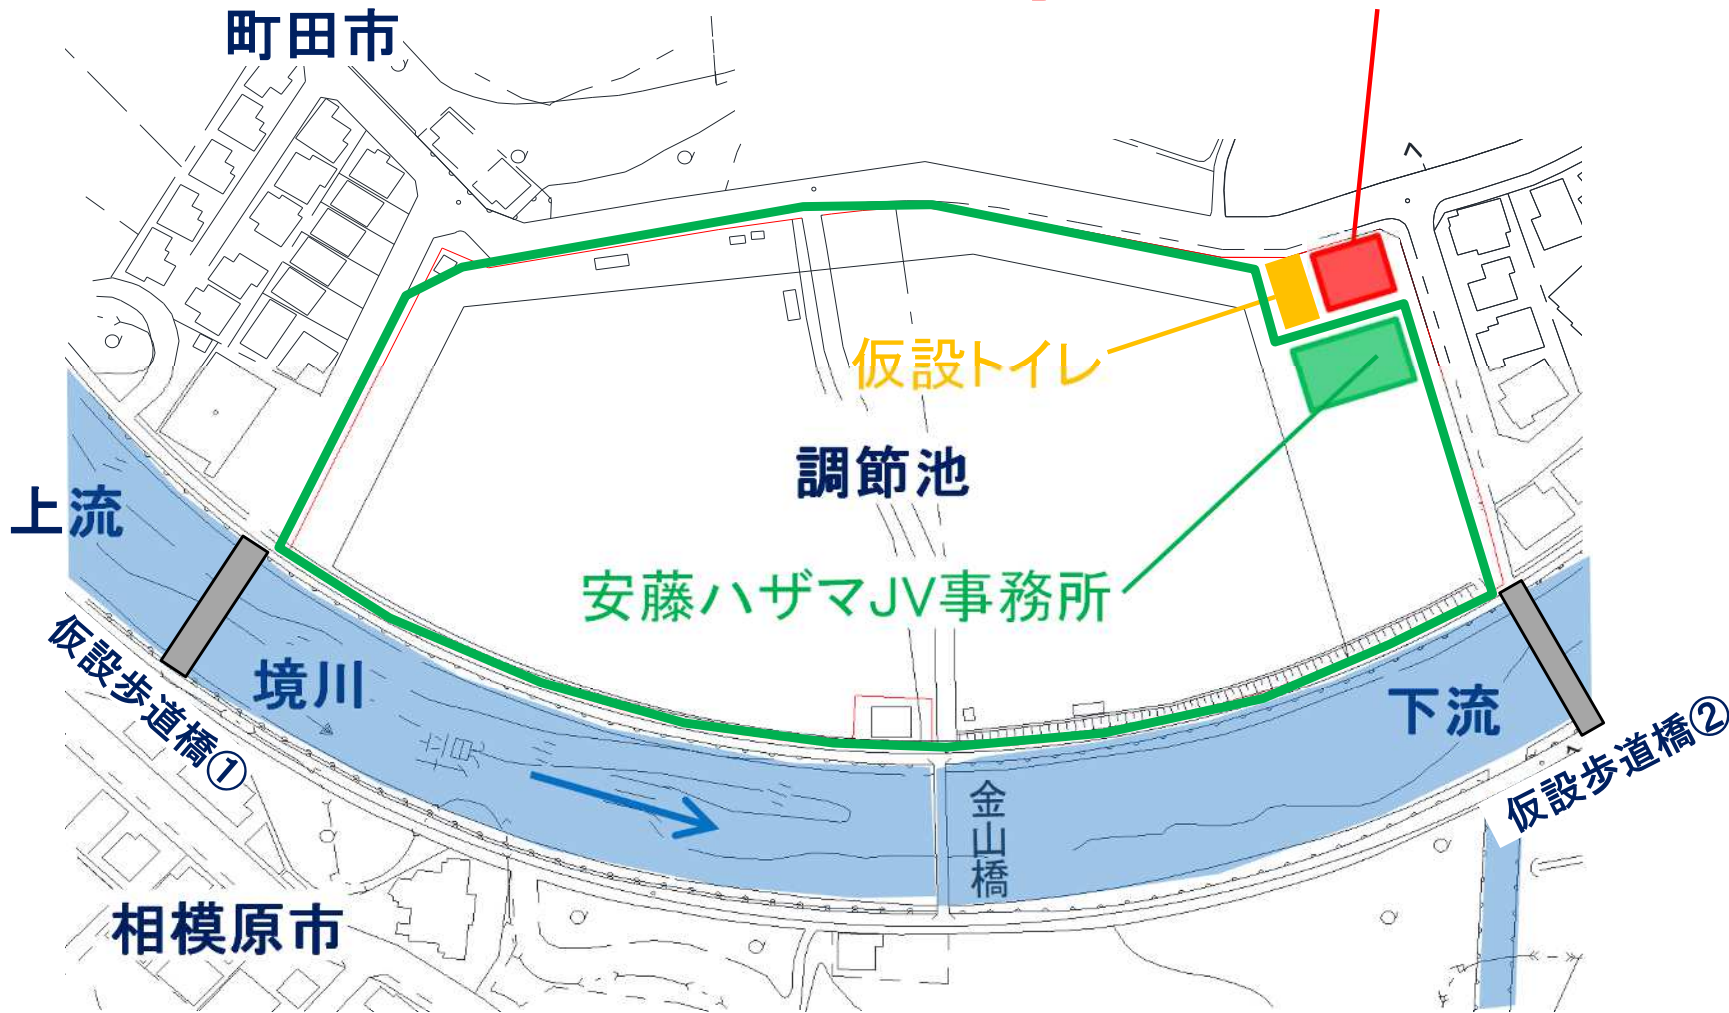 町田市
仮設トイレ
調節池
上流
安藤ハザマJV事務所
仮設歩道橋①
境川
下流
仮設歩道橋②
境
金山橋
相模原市